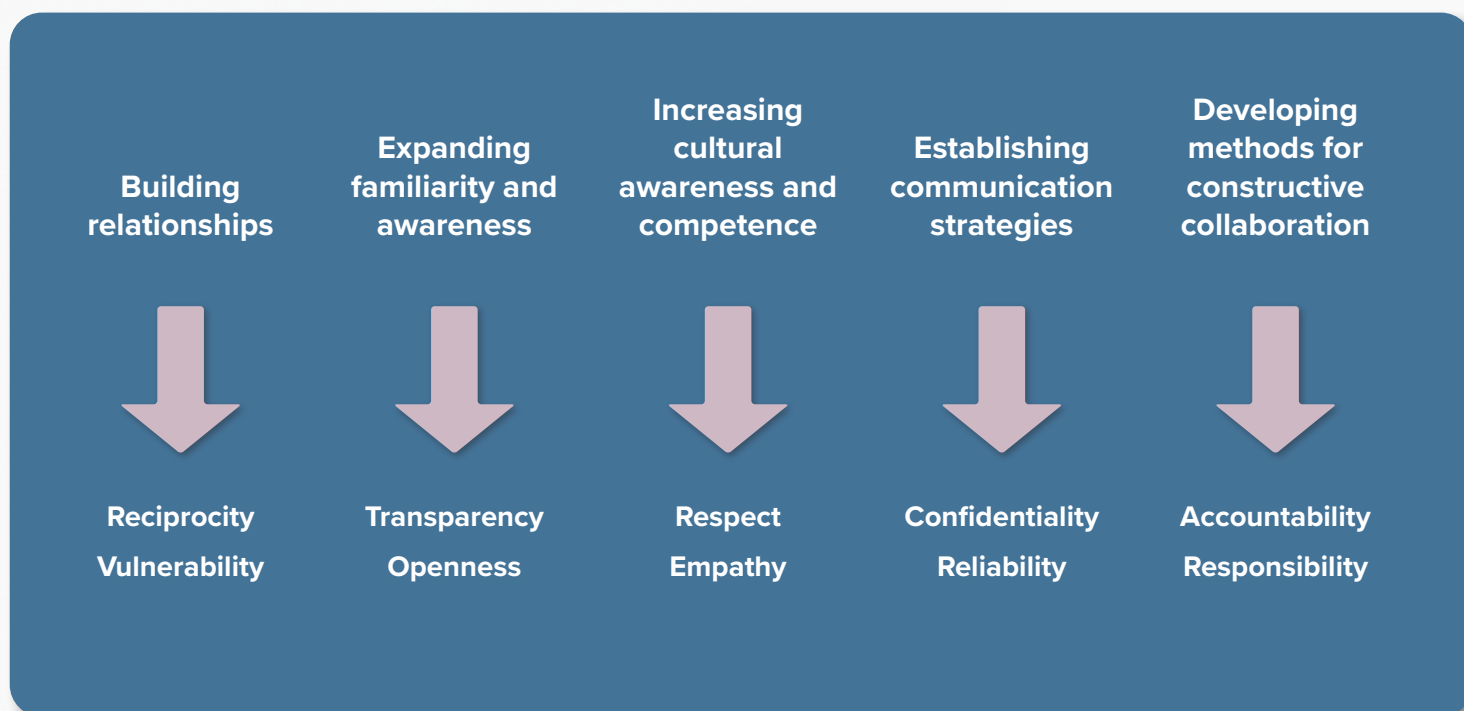 Building
relationships
Expanding
familiarity and
awareness
Increasing
cultural
awareness and
competence
Establishing
communication
strategies
Developing
methods for
constructive
collaboration
Reciprocity
Vulnerability
Transparency
Openness
Respect
Empathy
Confidentiality
Reliability
Accountability
Responsibility